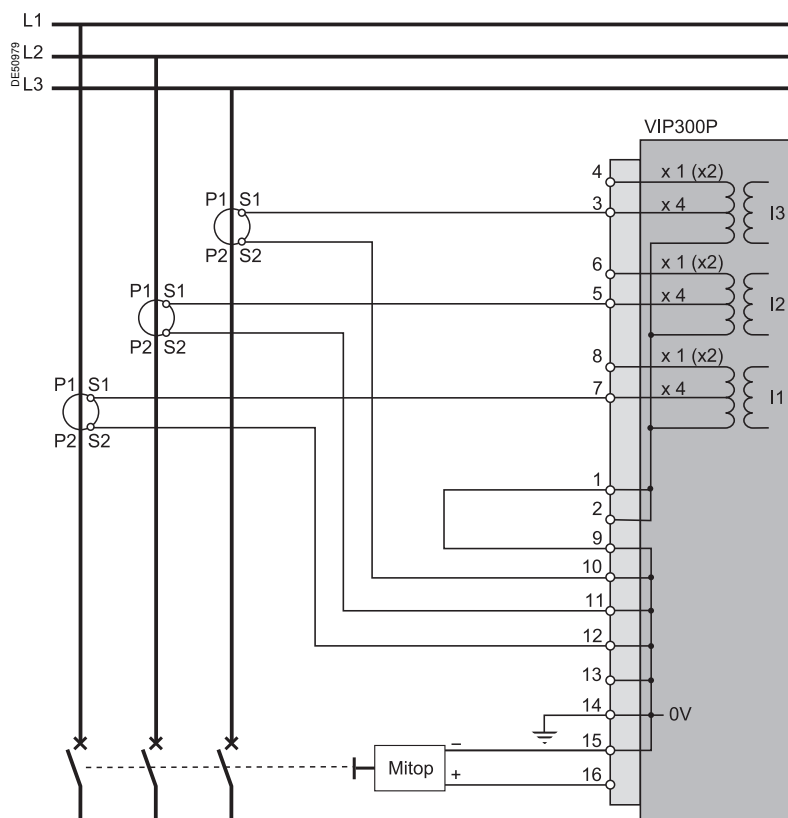 L1
DE50979
L2
L3
VIP300P
4 x 1 (x2)
P1 S1 3 x 4 I3
P2 S2
6 x 1 (x2)
P1 S1 5 x 4 I2
P2 S2
8 x 1 (x2)
P1 S1 7 x 4 I1
P2 S2
1
2
9
10
11
12
13
14 0V
– 15
Mitop
+ 16